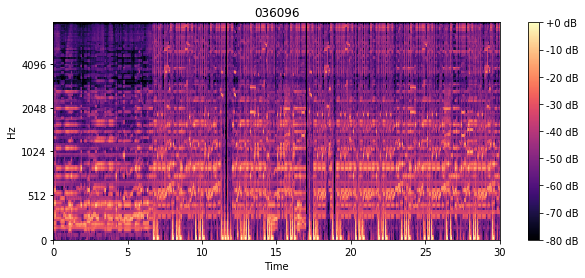 036096
+0 dB
-10 dB
-20 dB
-30 dB
-40 dB
-50 dB
-60 dB
-70 dB
-80 dB
4096
2048
1024
512
0
Hz
0 5 10 15 20 25 30
Time